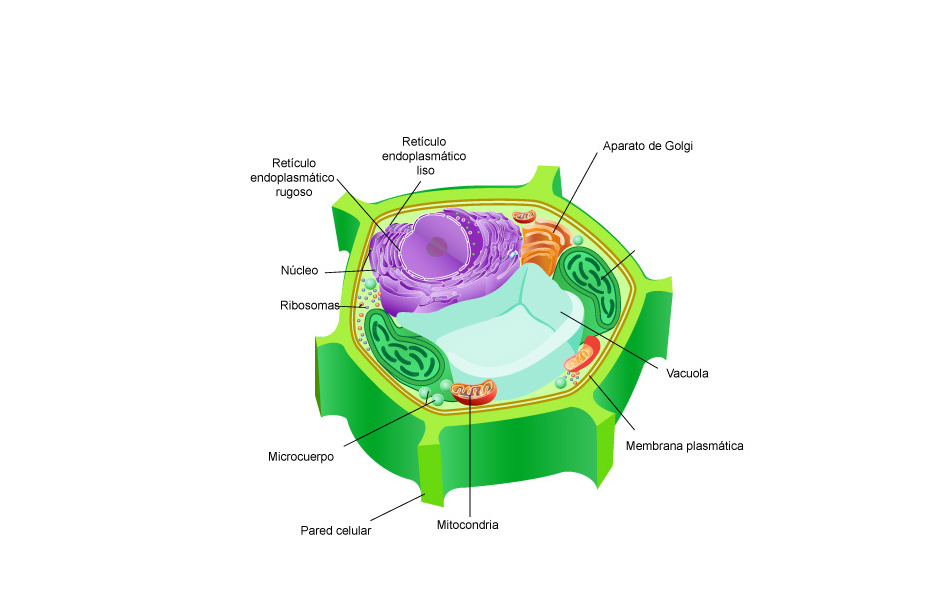 Retículo
endoplasmático
liso
Aparato de Golgi
Retículo
endoplasmático
rugoso
Núcleo
Ribosomas
Vacuola
Membrana plasmática
Microcuerpo
Mitocondria
Pared celular